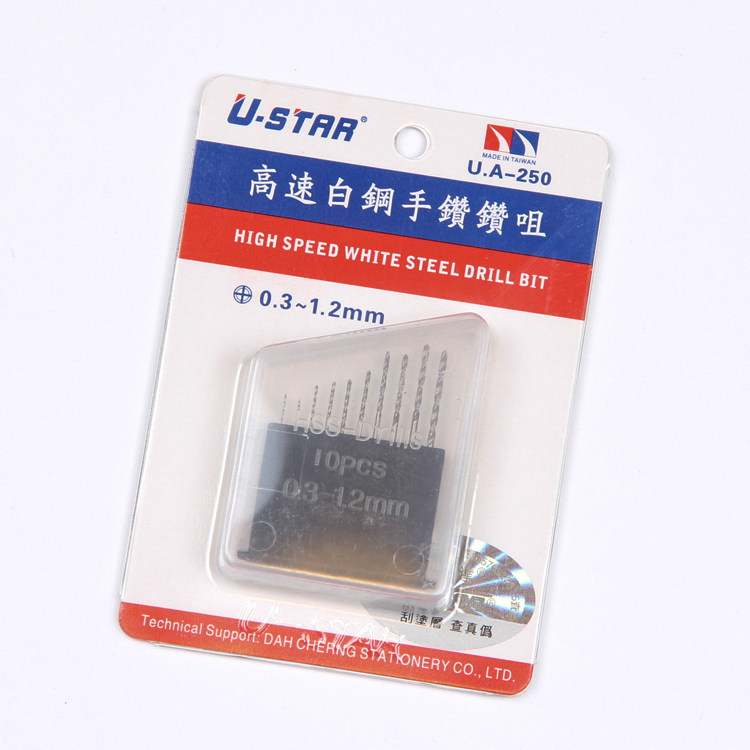 U-STAR®
MADE IN TAIWAN
U.A-250
高速白鋼手鑽鑽咀
HIGH SPEED WHITE STEEL DRILL BIT
0.3~1.2mm
HSS-Drills
10pcs
0.3-1.2mm
刮塗層 查真僞
Technical Support: DAH CHERNG STATIONERY CO., LTD.